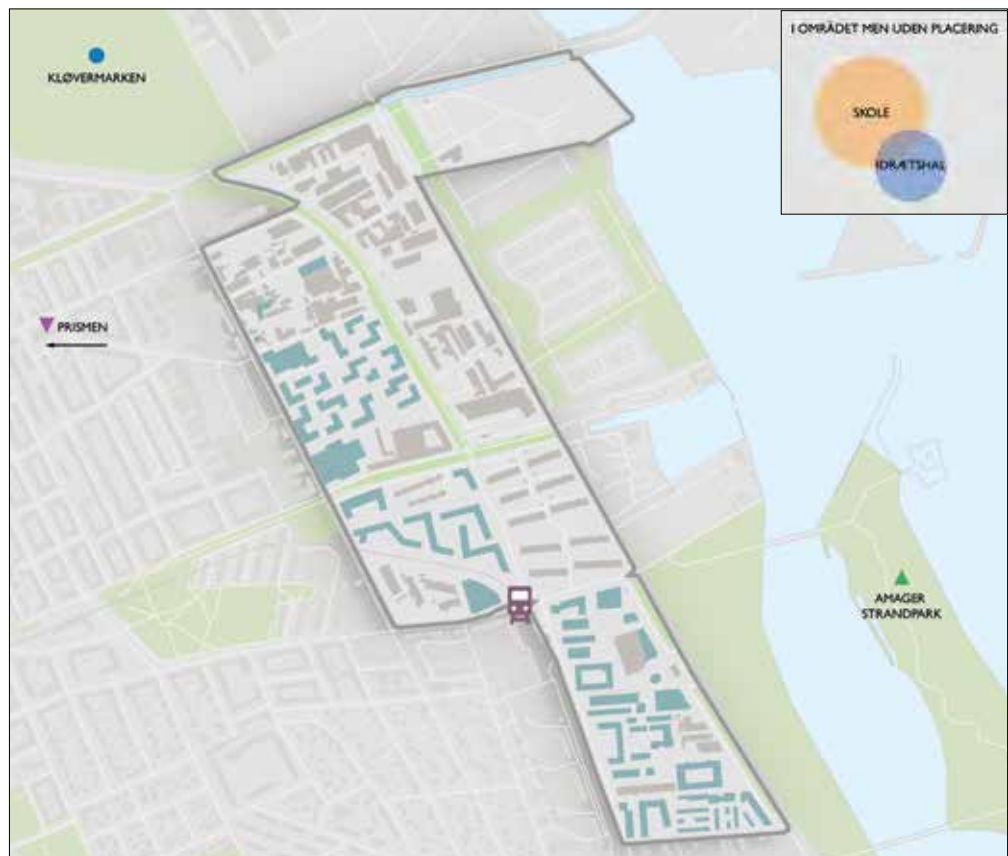 I OMRÅDET MEN UDEN PLACERING
SKOLE
IDRÆTSHAL
KLØVERMARKEN
PRISMEN
AMAGER
STRANDPARK